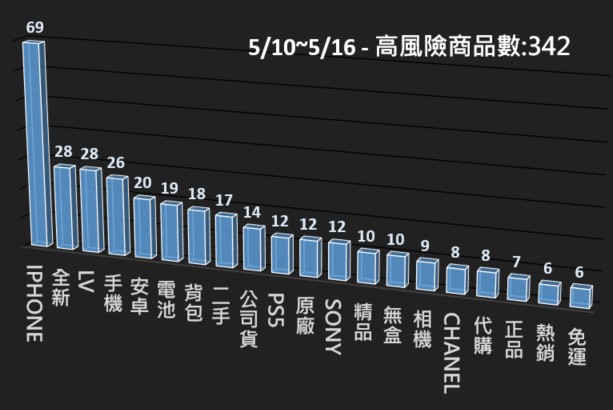 5/10~5/16 - 高風險商品數:342
69
28
28
26
20
19
18
17
14
12
12
12
10
10
9
8
8
7
6
6
IPHONE
全新
LV
手機
安卓
電池
背包
二手
公司貨
PS5
原廠
SONY
精品
無盒
相機
CHANEL
代購
正品
熱銷
免運